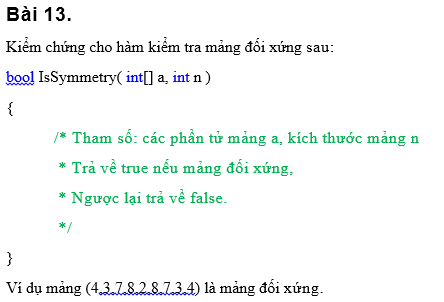 Bài 13.
Kiểm chứng cho hàm kiểm tra mảng đối xứng sau:
bool IsSymmetry( int[] a, int n )
{
/* Tham số: các phần tử mảng a, kích thước mảng n
* Trả về true nếu mảng đối xứng,
* Ngược lại trả về false.
*/
}
Ví dụ mảng (4,3,7,8,2,8,7,3,4) là mảng đối xứng.